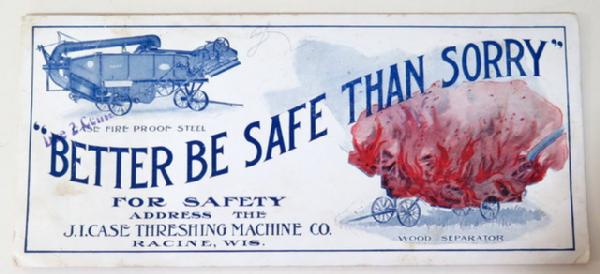 "BETTER BE SAFE THAN SORRY"
FIRE PROOF STEEL
FOR SAFETY
ADDRESS THE
J.I.CASE THRESHING MACHINE CO.
RACINE, WIS.
WOOD SEPARATOR